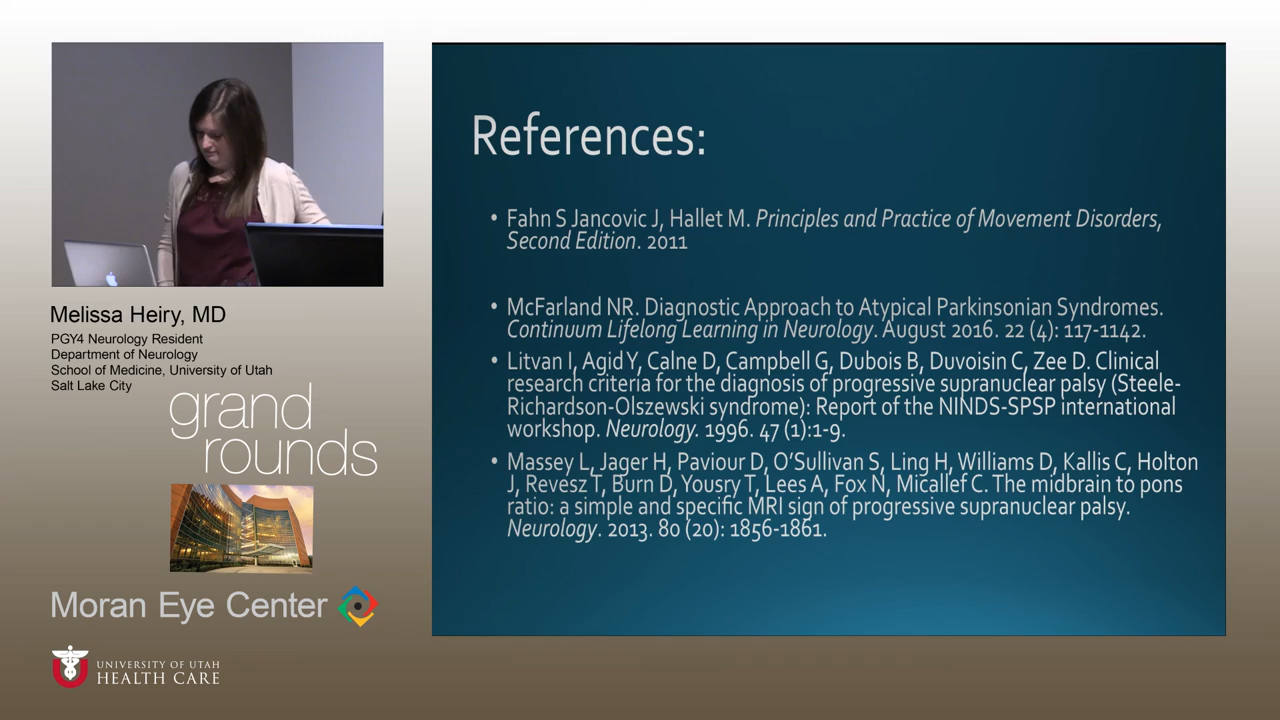 Melissa Heiry, MD
PGY4 Neurology Resident
Department of Neurology
School of Medicine, University of Utah
Salt Lake City
grand
rounds
Moran Eye Center
UNIVERSITY OF UTAH
HEALTH CARE
References:
• Fahn S Jancovic J, Hallet M. Principles and Practice of Movement Disorders,
Second Edition. 2011
• McFarland NR. Diagnostic Approach to Atypical Parkinsonian Syndromes.
Continuum Lifelong Learning in Neurology. August 2016. 22 (4): 117-1142.
• Litvan I, Agid Y, Calne D, Campbell G, Dubois B, Duvoisin C, Zee D. Clinical
research criteria for the diagnosis of progressive supranuclear palsy (Steele-
Richardson-Olszewski syndrome): Report of the NINDS-SPSP international
workshop. Neurology. 1996. 47 (1):1-9.
• Massey L, Jager H, Paviour D, O'Sullivan S, Ling H, Williams D, Kallis C, Holton
J, Revesz T, Burn D, Yousry T, Lees A, Fox N, Micallef C. The midbrain to pons
ratio: a simple and specific MRI sign of progressive supranuclear palsy.
Neurology. 2013. 80 (20): 1856-1861.